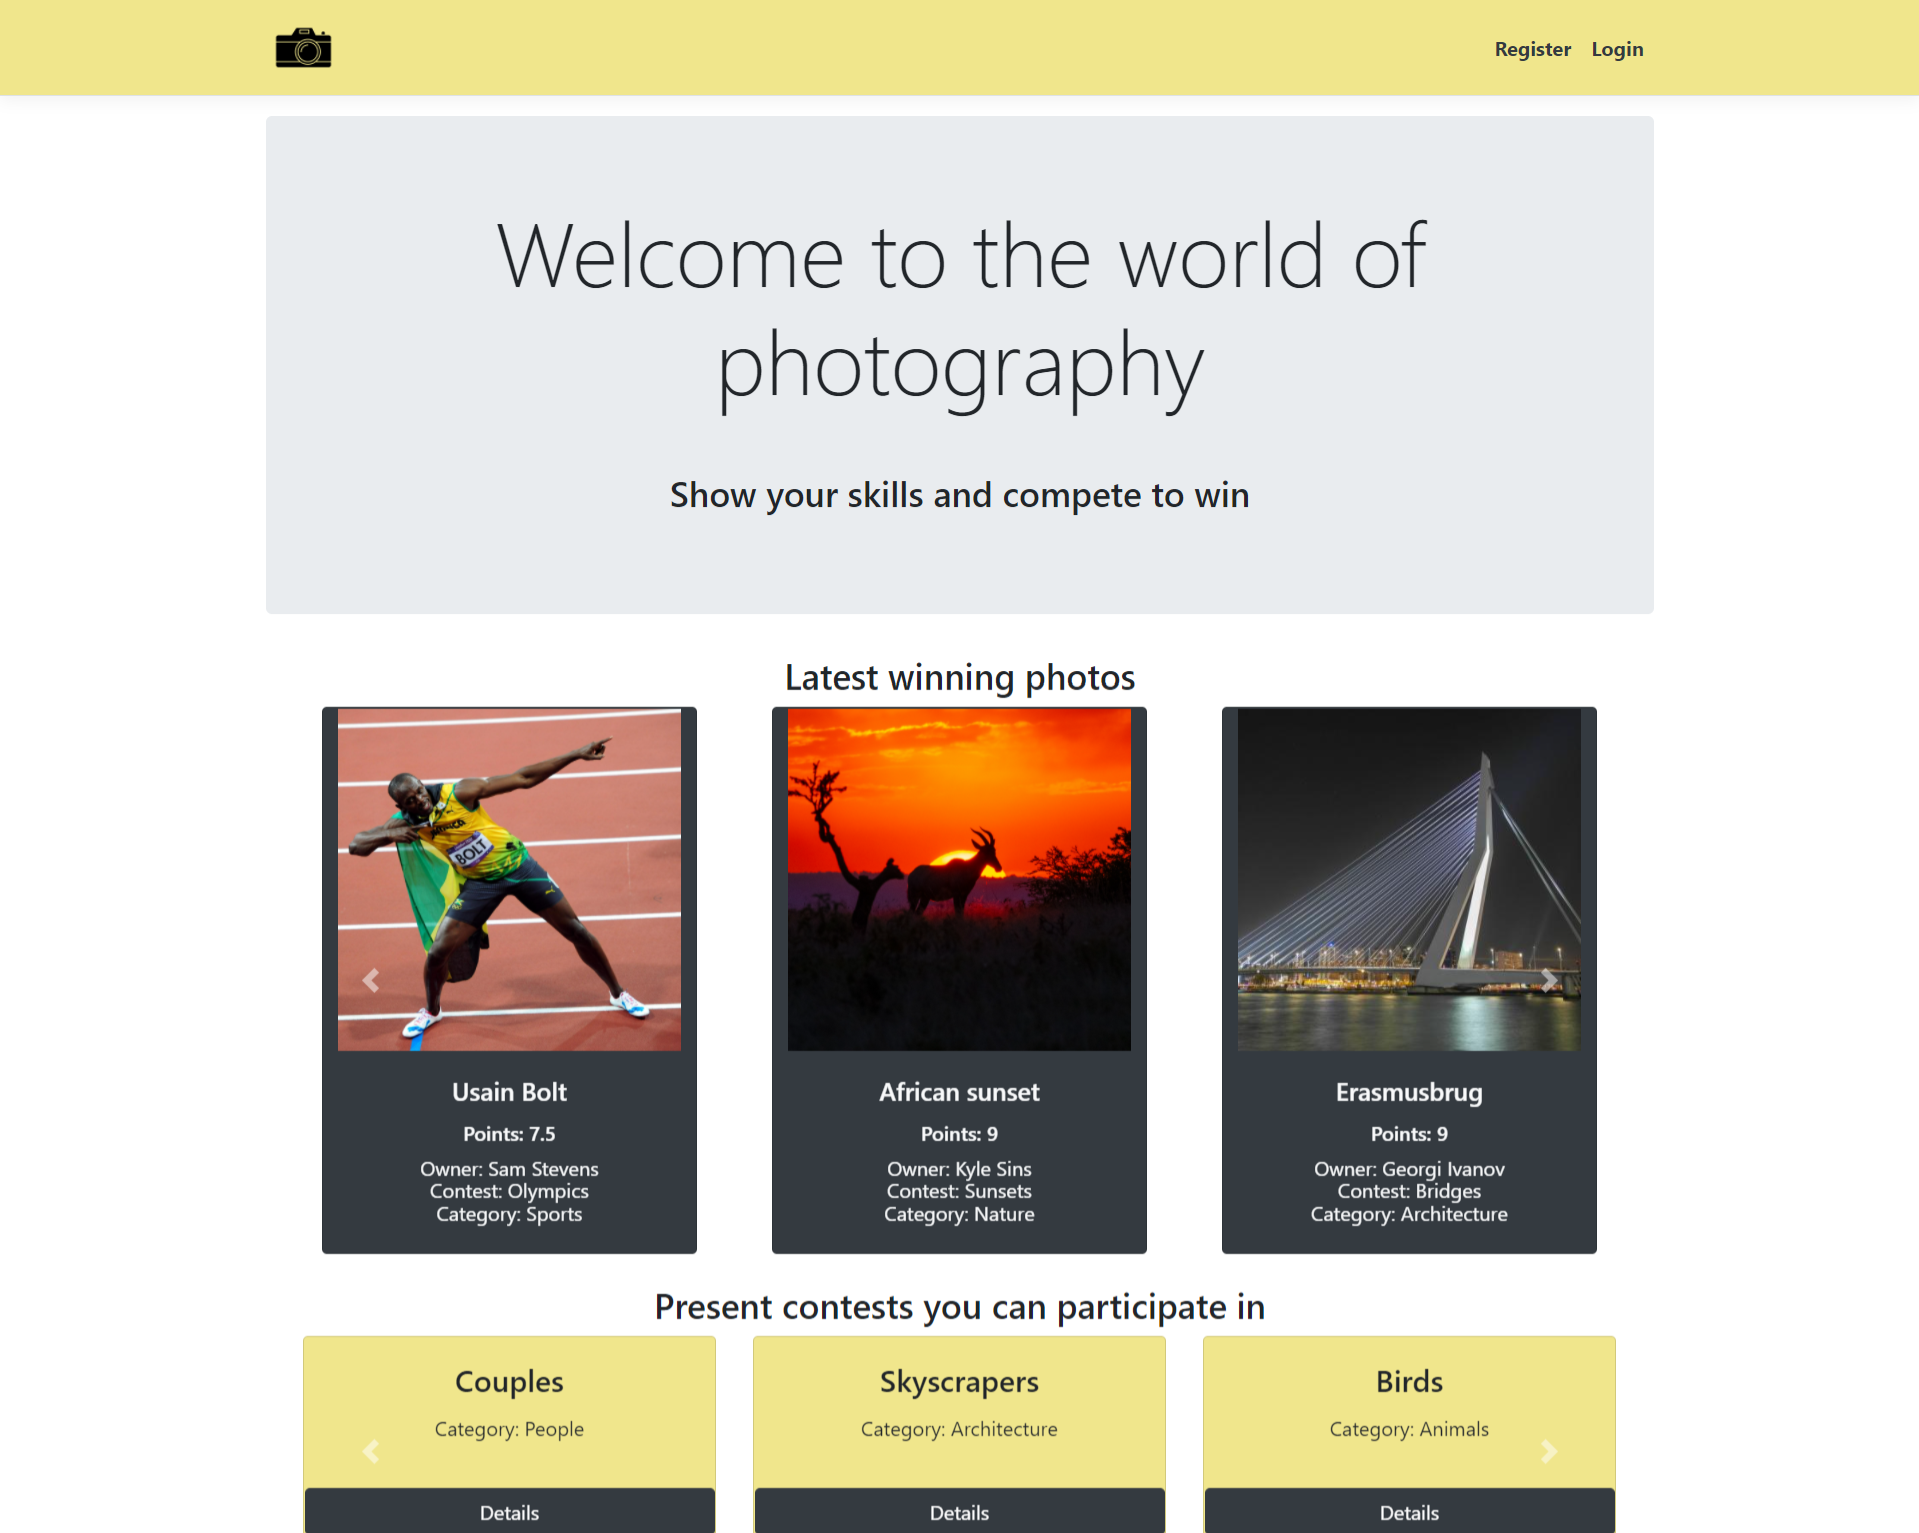 Register Login
Welcome to the world of
photography
Show your skills and compete to win
Latest winning photos
BOLT
Usain Bolt
Points: 7.5
Owner: Sam Stevens
Contest: Olympics
Category: Sports
African sunset
Points: 9
Owner: Kyle Sins
Contest: Sunsets
Category: Nature
Erasmusbrug
Points: 9
Owner: Georgi Ivanov
Contest: Bridges
Category: Architecture
Present contests you can participate in
Couples
Category: People
Details
Skyscrapers
Category: Architecture
Details
Birds
Category: Animals
Details